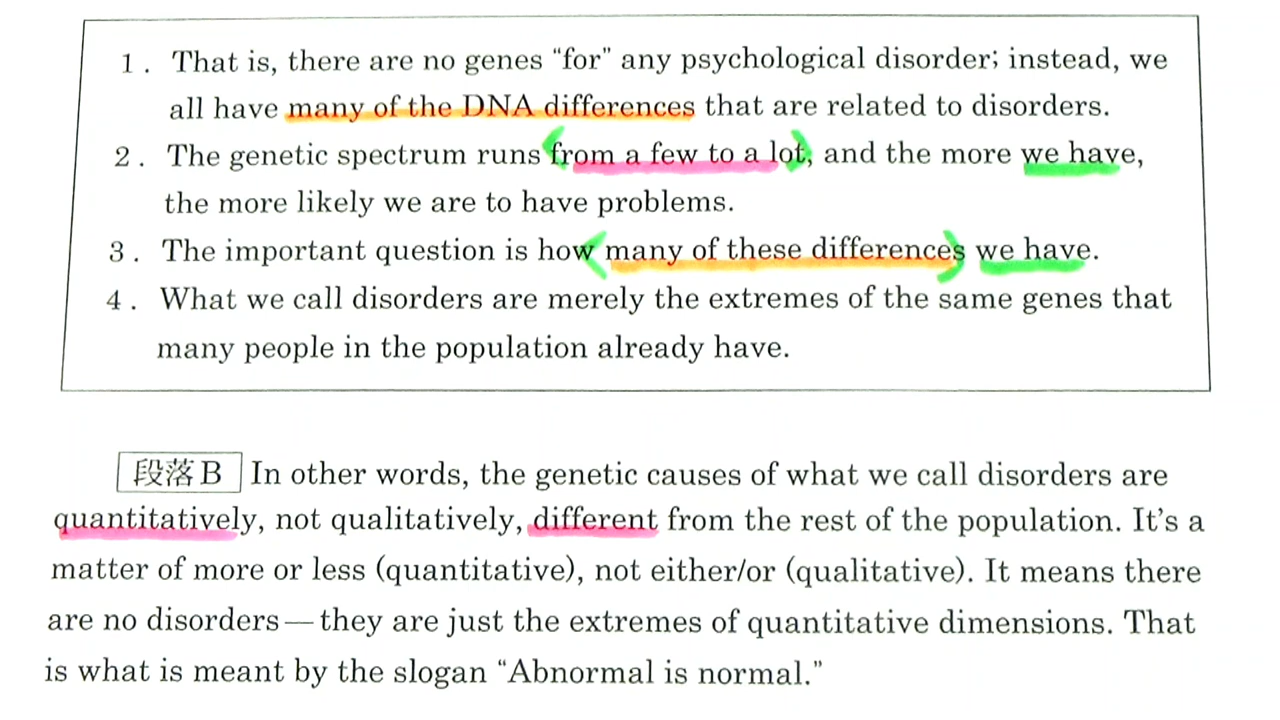 1. That is, there are no genes “for” any psychological disorder; instead, we
all have many of the DNA differences that are related to disorders.
2. The genetic spectrum runs from a few to a lot, and the more we have,
the more likely we are to have problems.
3. The important question is how many of these differences we have.
4. What we call disorders are merely the extremes of the same genes that
many people in the population already have.
段落B In other words, the genetic causes of what we call disorders are
quantitatively, not qualitatively, different from the rest of the population. It’s a
matter of more or less (quantitative), not either/or (qualitative). It means there
are no disorders — they are just the extremes of quantitative dimensions. That
is what is meant by the slogan “Abnormal is normal.”